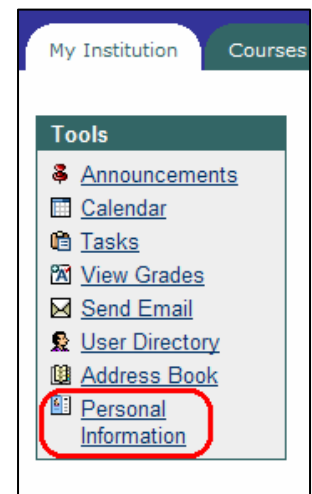 My Institution Courses
Tools
Announcements
Calendar
Tasks
View Grades
Send Email
User Directory
Address Book
Personal
Information